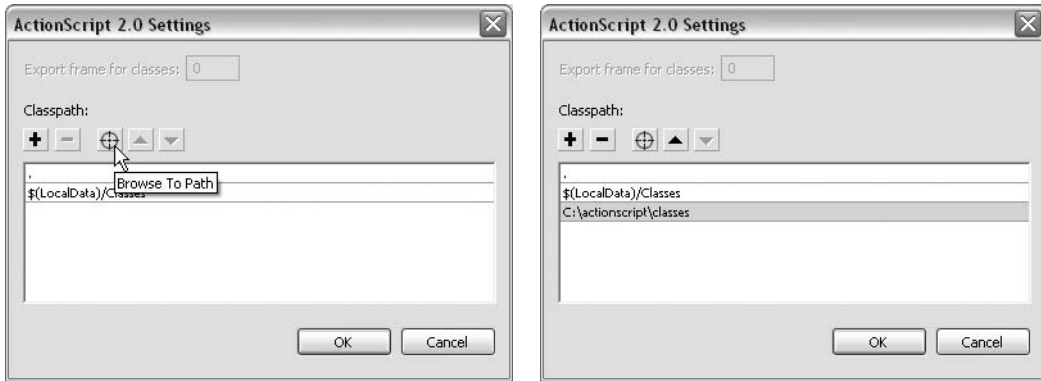 ActionScript 2.0 Settings
Export frame for classes: 0
Classpath:
.
Browse To Path
$(LocalData)/Classes
OK
Cancel
ActionScript 2.0 Settings
Export frame for classes: 0
Classpath:
.
$(LocalData)/Classes
C:\actionscript\classes
OK
Cancel